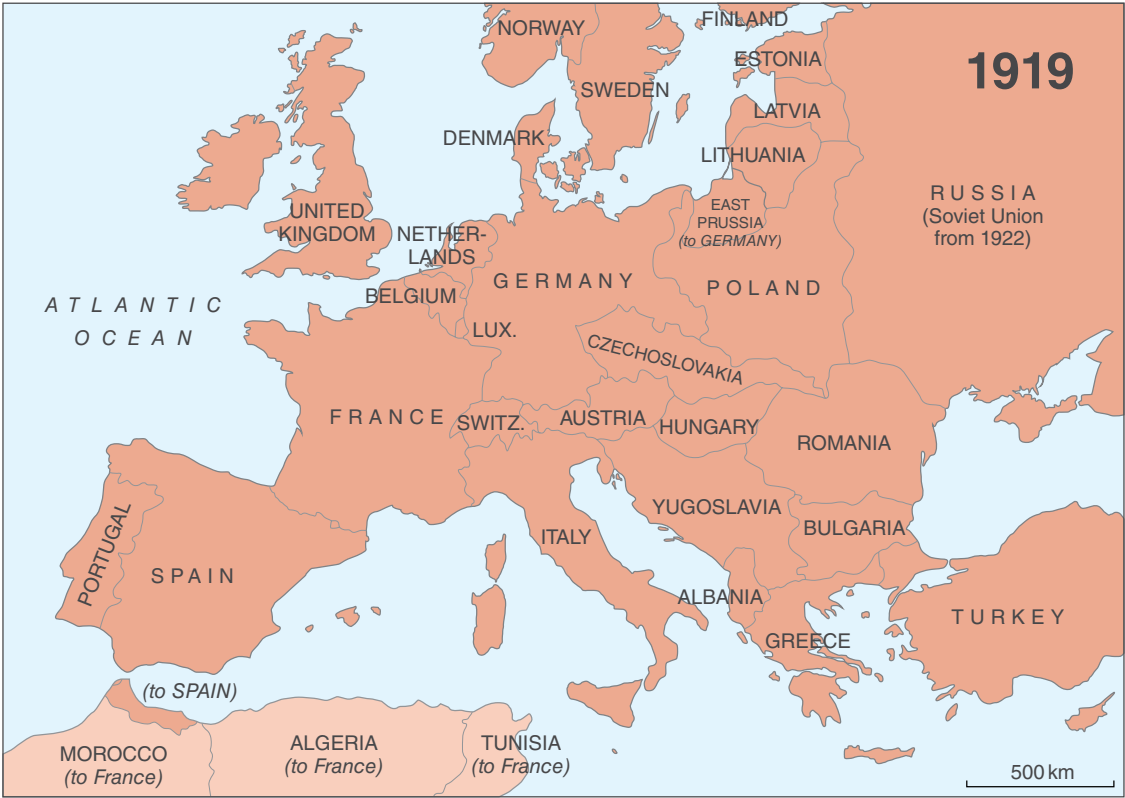 NORWAY
FINLAND
ESTONIA
1919
SWEDEN
LATVIA
DENMARK
LITHUANIA
RUSSIA
(Soviet Union
from 1922)
EAST
PRUSSIA
(to GERMANY)
UNITED
KINGDOM
NETHER-
LANDS
GERMANY
POLAND
BELGIUM
ATLANTIC
OCEAN
LUX.
CZECHOSLOVAKIA
FRANCE
SWITZ.
AUSTRIA
HUNGARY
ROMANIA
YUGOSLAVIA
BULGARIA
ITALY
PORTUGAL
SPAIN
ALBANIA
TURKEY
GREECE
(to SPAIN)
MOROCCO
(to France)
ALGERIA
(to France)
TUNISIA
(to France)
500 km